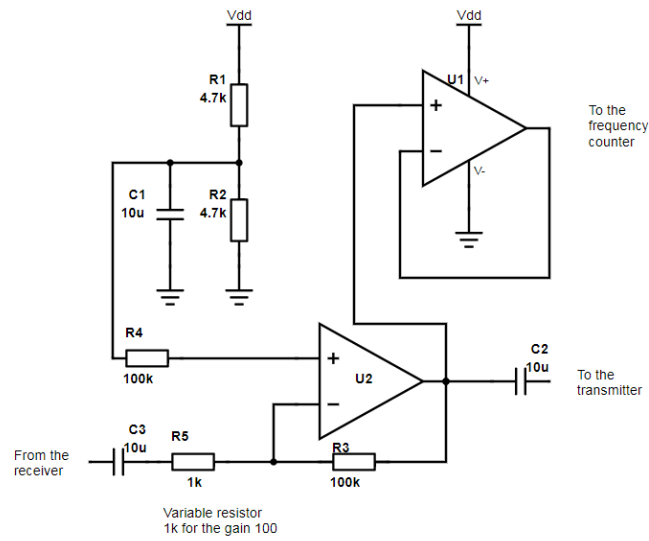 Vdd
Vdd
R1
4.7k
U1
V+
+
−
V-
To the
frequency
counter
C1
10u
R2
4.7k
R4
100k
+
−
U2
C2
10u
To the
transmitter
C3
10u
R5
1k
R3
100k
From the
receiver
Variable resistor
1k for the gain 100